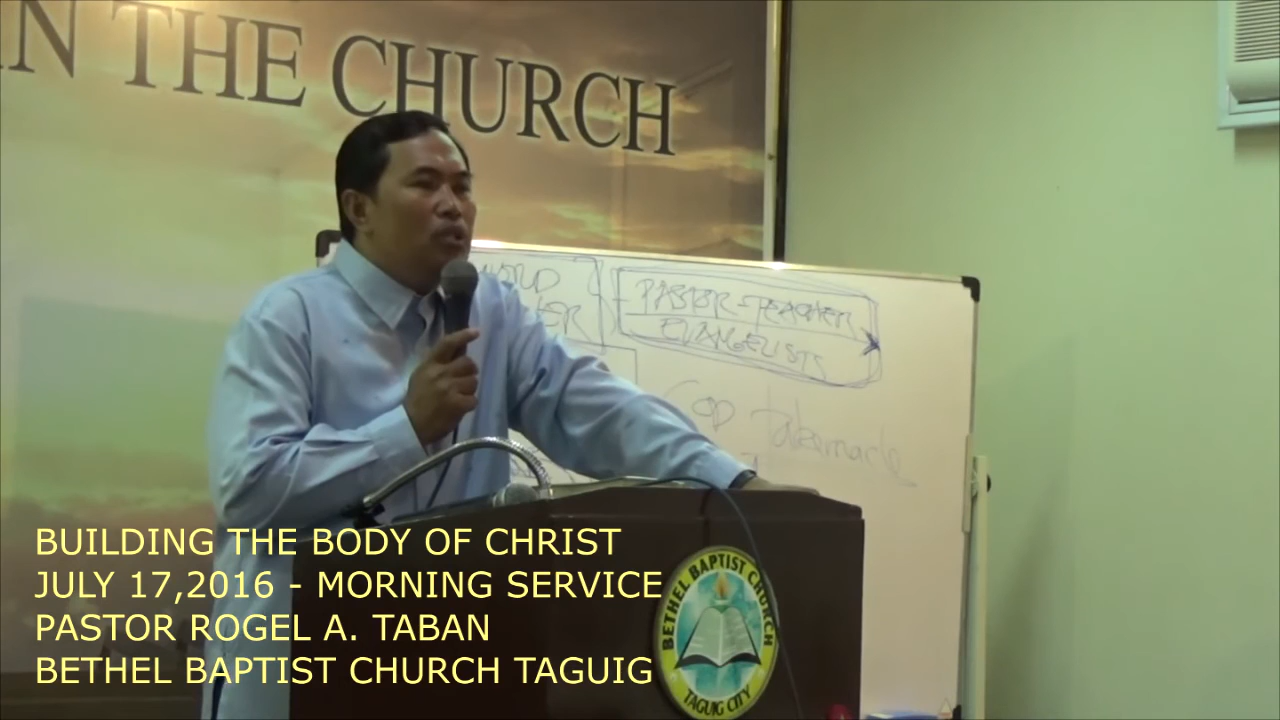 IN THE CHURCH
PASTOR-TEACHER
EVANGELISTS
tabernacle
BUILDING THE BODY OF CHRIST
JULY 17,2016 - MORNING SERVICE
PASTOR ROGEL A. TABAN
BETHEL BAPTIST CHURCH TAGUIG
BETHEL BAPTIST CHURCH
TAGUIG CITY